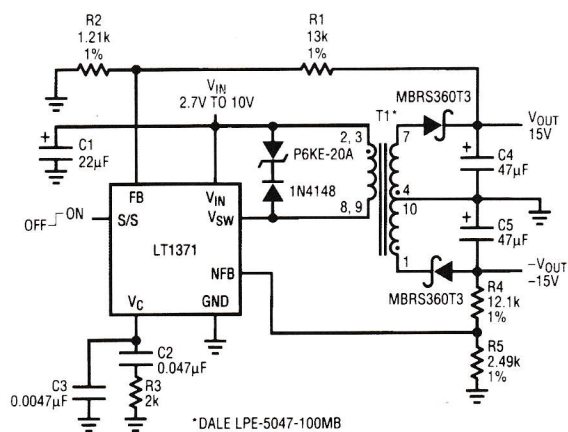 R2
1.21k
1%
R1
13k
1%
VIN
2.7V TO 10V
T1*
MBRS360T3
VOUT
15V
+
C1
22µF
P6KE-20A
1N4148
2, 3
8, 9
7
4
10
1
+
C4
47µF
+
C5
47µF
FB
VIN
OFF
ON
S/S
VSW
LT1371
NFB
VC
GND
MBRS360T3
–VOUT
–15V
R4
12.1k
1%
R5
2.49k
1%
C2
0.047µF
C3
0.0047µF
R3
2k
*DALE LPE-5047-100MB